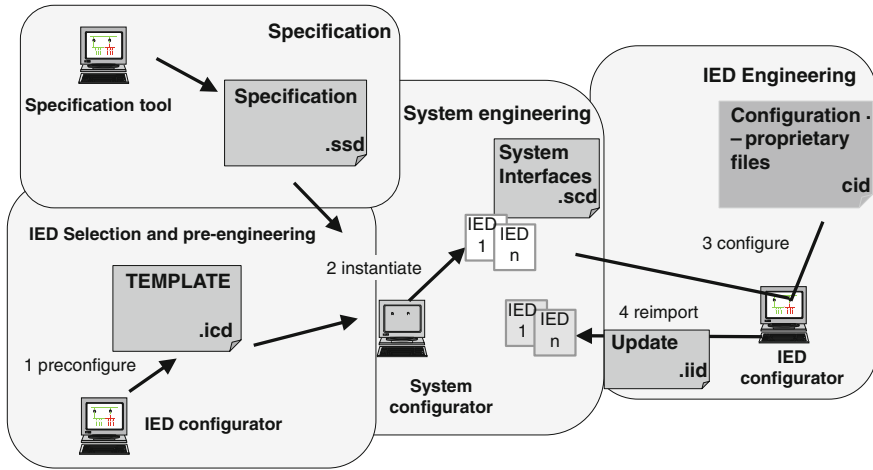 Specification
Specification tool
Specification
.ssd
IED Selection and pre-engineering
TEMPLATE
.icd
1 preconfigure
IED configurator
System engineering
System
Interfaces
.scd
IED
1
IED
n
2 instantiate
System
configurator
IED
1
IED
n
IED Engineering
Configuration -
– proprietary
files
cid
3 configure
4 reimport
Update
.iid
IED
configurator